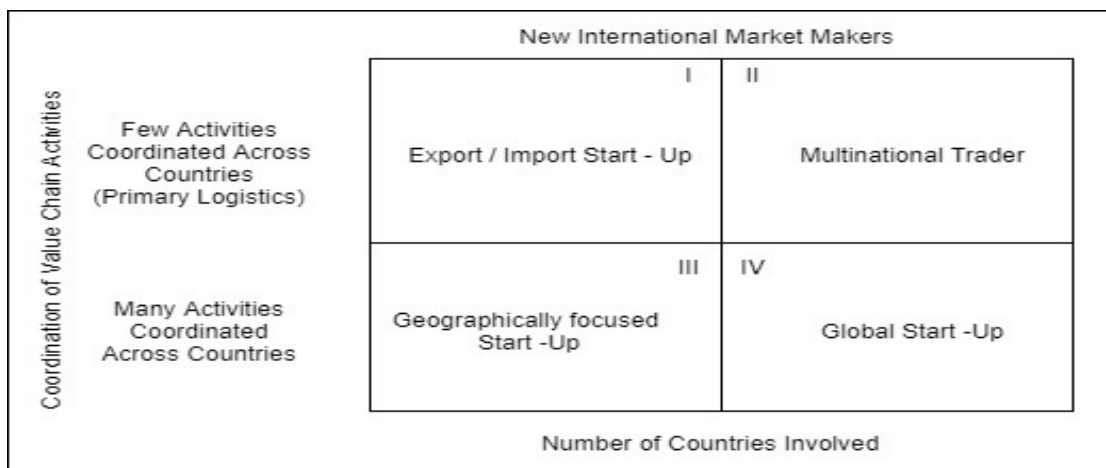 New International Market Makers
Coordination of Value Chain Activities
Few Activities
Coordinated Across
Countries
(Primary Logistics)
I
Export / Import Start - Up
II
Multinational Trader
Many Activities
Coordinated
Across Countries
III
Geographically focused
Start -Up
IV
Global Start -Up
Number of Countries Involved